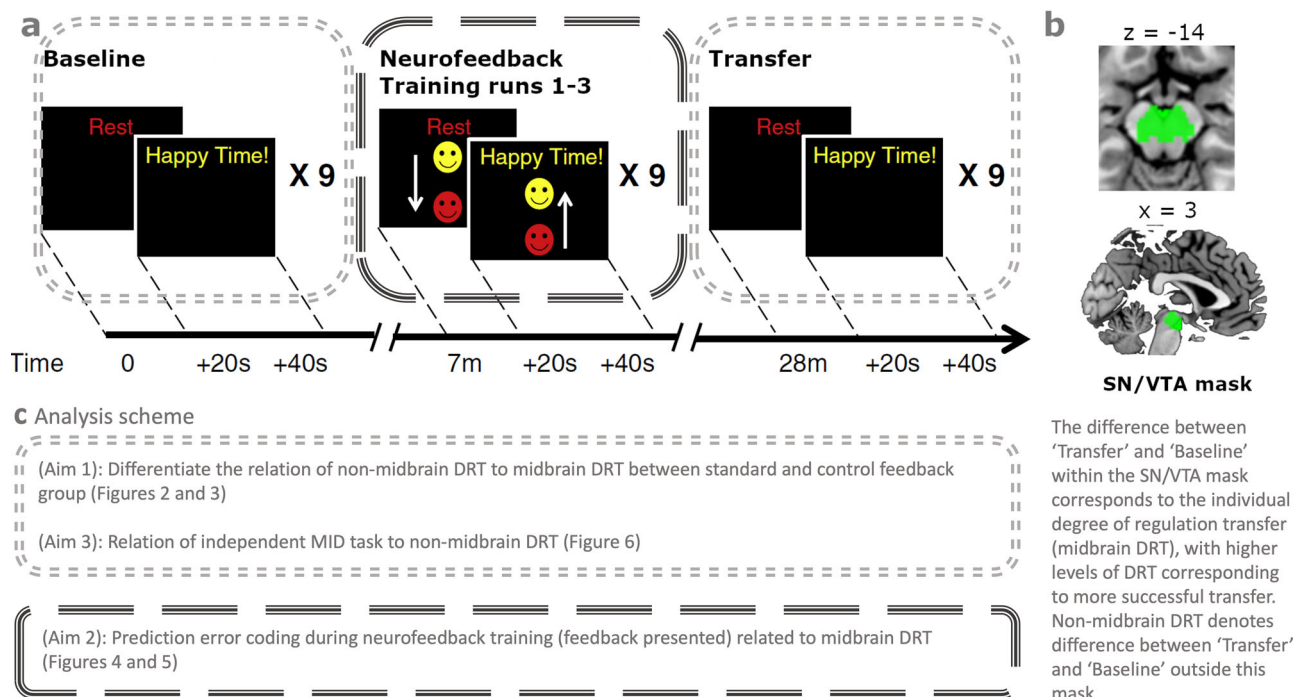 a
Baseline
Rest
Happy Time!
X 9
Neurofeedback
Training runs 1-3
Rest
Happy Time!
X 9
Transfer
Rest
Happy Time!
X 9
Time 0 +20s +40s 7m +20s +40s 28m +20s +40s
b
z = -14
x = 3
SN/VTA mask
The difference between
‘Transfer’ and ‘Baseline’
within the SN/VTA mask
corresponds to the individual
degree of regulation transfer
(midbrain DRT), with higher
levels of DRT corresponding
to more successful transfer.
Non-midbrain DRT denotes
difference between ‘Transfer’
and ‘Baseline’ outside this
mask
c Analysis scheme
(Aim 1): Differentiate the relation of non-midbrain DRT to midbrain DRT between standard and control feedback
group (Figures 2 and 3)
(Aim 3): Relation of independent MID task to non-midbrain DRT (Figure 6)
(Aim 2): Prediction error coding during neurofeedback training (feedback presented) related to midbrain DRT
(Figures 4 and 5)